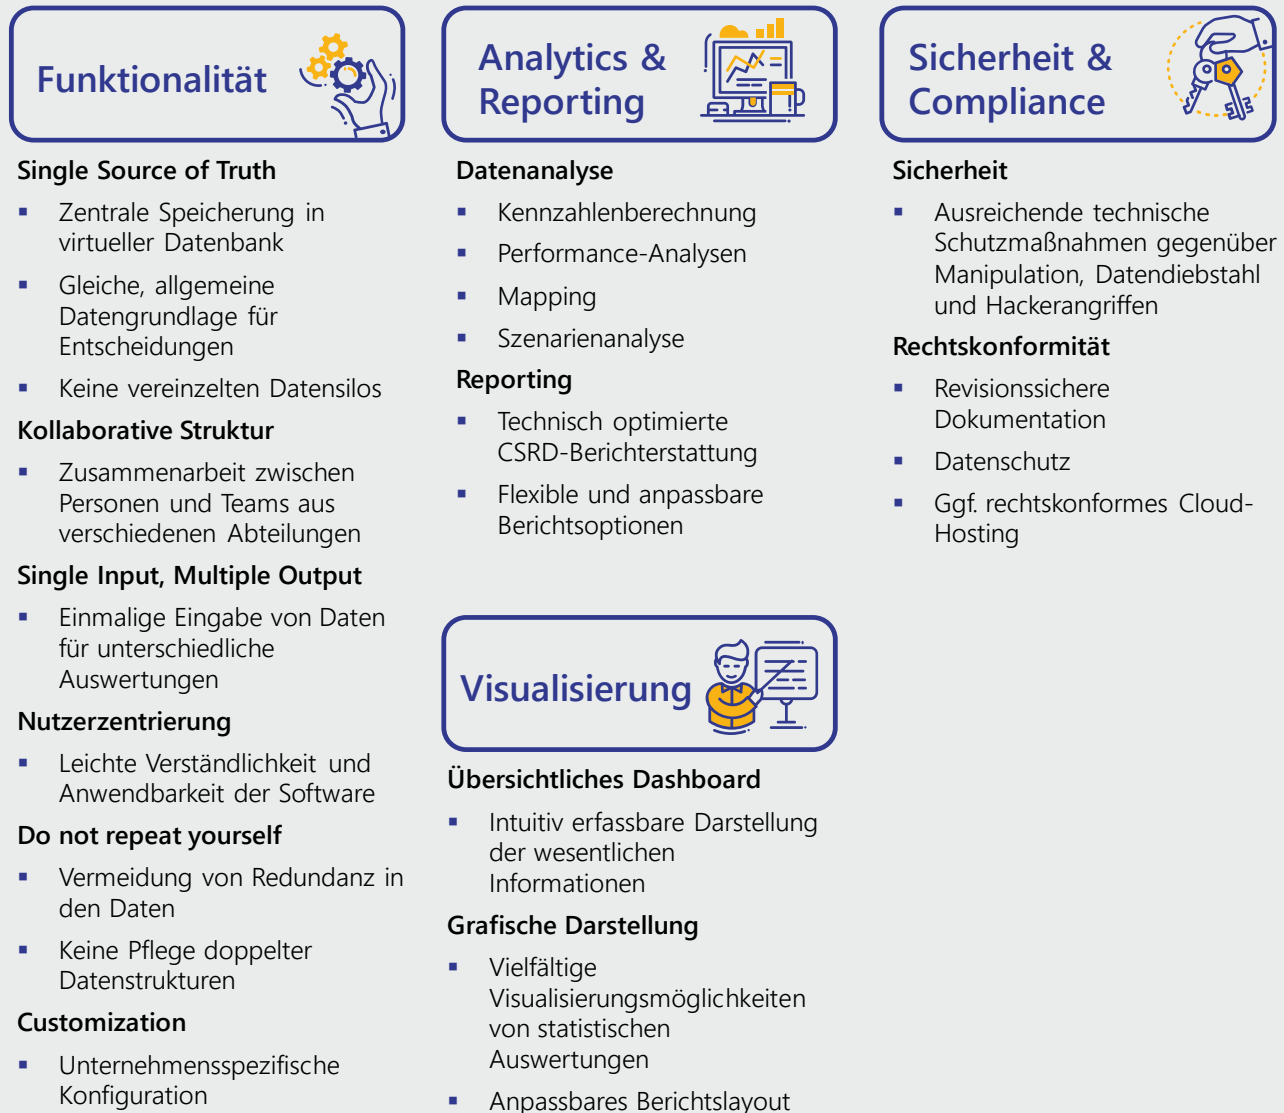 Funktionalität
Single Source of Truth
▪ Zentrale Speicherung in
virtueller Datenbank
▪ Gleiche, allgemeine
Datengrundlage für
Entscheidungen
▪ Keine vereinzelten Datensilos
Kollaborative Struktur
▪ Zusammenarbeit zwischen
Personen und Teams aus
verschiedenen Abteilungen
Single Input, Multiple Output
▪ Einmalige Eingabe von Daten
für unterschiedliche
Auswertungen
Nutzerzentrierung
▪ Leichte Verständlichkeit und
Anwendbarkeit der Software
Do not repeat yourself
▪ Vermeidung von Redundanz in
den Daten
▪ Keine Pflege doppelter
Datenstrukturen
Customization
▪ Unternehmensspezifische
Konfiguration
Analytics &
Reporting
Datenanalyse
▪ Kennzahlenberechnung
▪ Performance-Analysen
▪ Mapping
▪ Szenarienanalyse
Reporting
▪ Technisch optimierte
CSRD-Berichterstattung
▪ Flexible und anpassbare
Berichtsoptionen
Visualisierung
Übersichtliches Dashboard
▪ Intuitiv erfassbare Darstellung
der wesentlichen
Informationen
Grafische Darstellung
▪ Vielfältige
Visualisierungsmöglichkeiten
von statistischen
Auswertungen
▪ Anpassbares Berichtslayout
Sicherheit &
Compliance
Sicherheit
▪ Ausreichende technische
Schutzmaßnahmen gegenüber
Manipulation, Datendiebstahl
und Hackerangriffen
Rechtskonformität
▪ Revisionssichere
Dokumentation
▪ Datenschutz
▪ Ggf. rechtskonformes Cloud-
Hosting